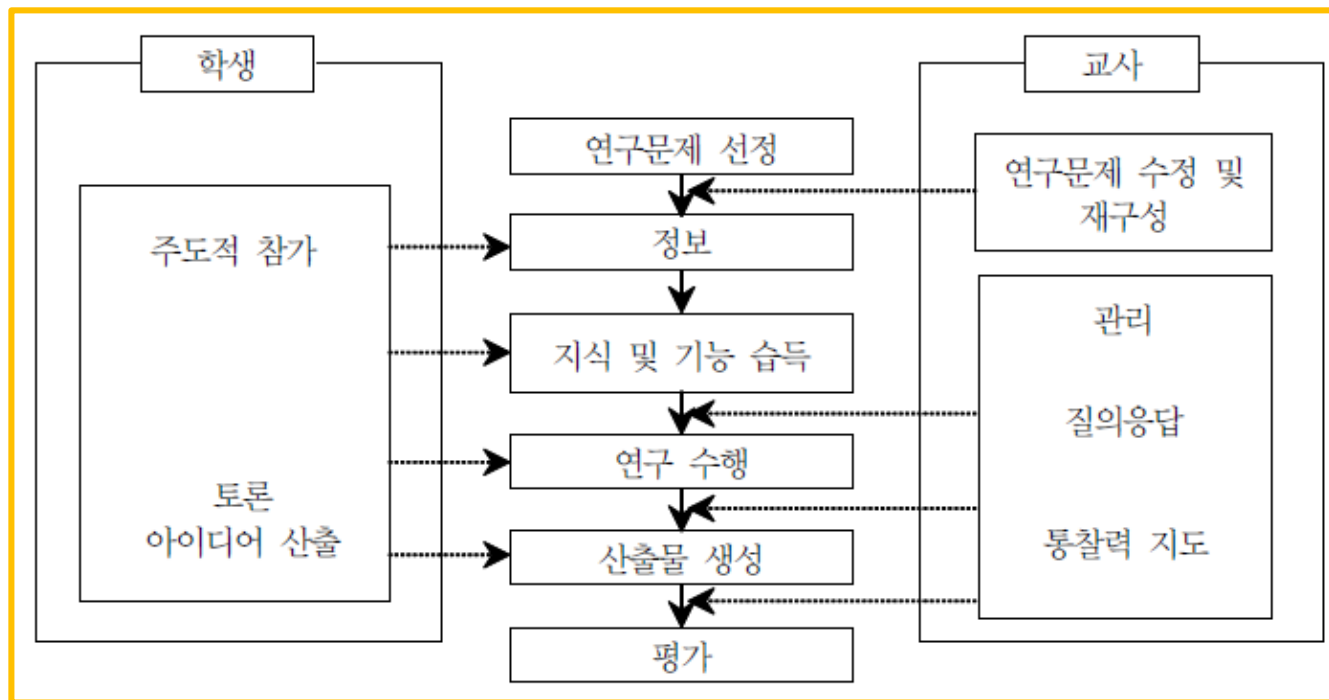 학생
주도적 참가
토론
아이디어 산출
연구문제 선정
정보
지식 및 기능 습득
연구 수행
산출물 생성
평가
교사
연구문제 수정 및
재구성
관리
질의응답
통찰력 지도